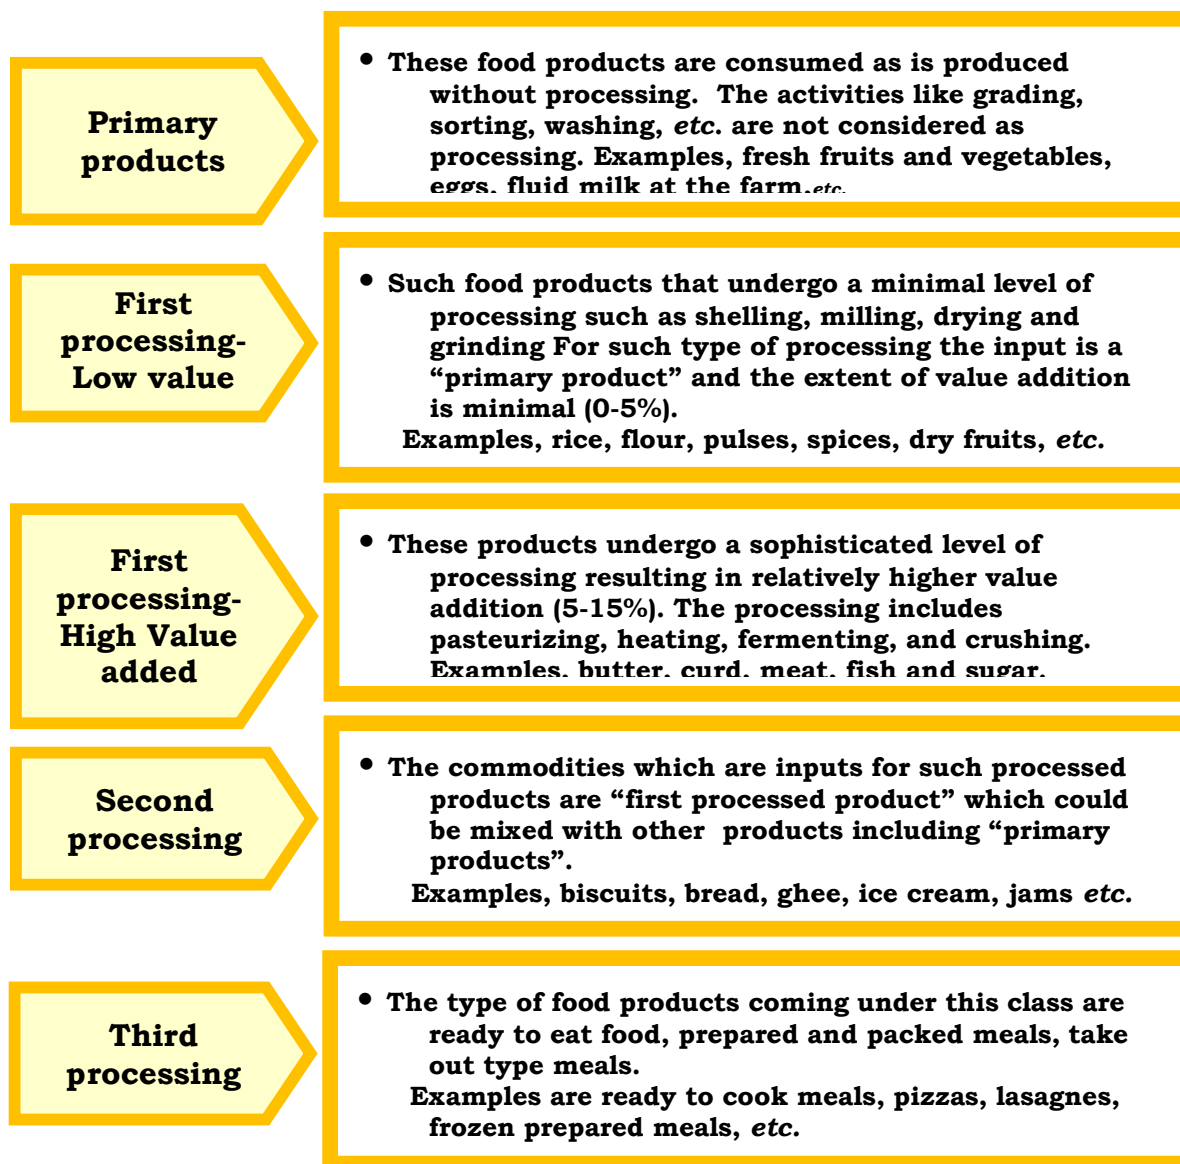 Primary
products
• These food products are consumed as is produced
without processing.  The activities like grading,
sorting, washing, etc. are not considered as
processing. Examples, fresh fruits and vegetables,
eggs, fluid milk at the farm.etc.
First
processing-
Low value
• Such food products that undergo a minimal level of
processing such as shelling, milling, drying and
grinding For such type of processing the input is a
“primary product” and the extent of value addition
is minimal (0-5%).
Examples, rice, flour, pulses, spices, dry fruits, etc.
First
processing-
High Value
added
• These products undergo a sophisticated level of
processing resulting in relatively higher value
addition (5-15%). The processing includes
pasteurizing, heating, fermenting, and crushing.
Examples, butter, curd, meat, fish and sugar.
Second
processing
• The commodities which are inputs for such processed
products are “first processed product” which could
be mixed with other  products including “primary
products”.
Examples, biscuits, bread, ghee, ice cream, jams etc.
Third
processing
• The type of food products coming under this class are
ready to eat food, prepared and packed meals, take
out type meals.
Examples are ready to cook meals, pizzas, lasagnes,
frozen prepared meals, etc.